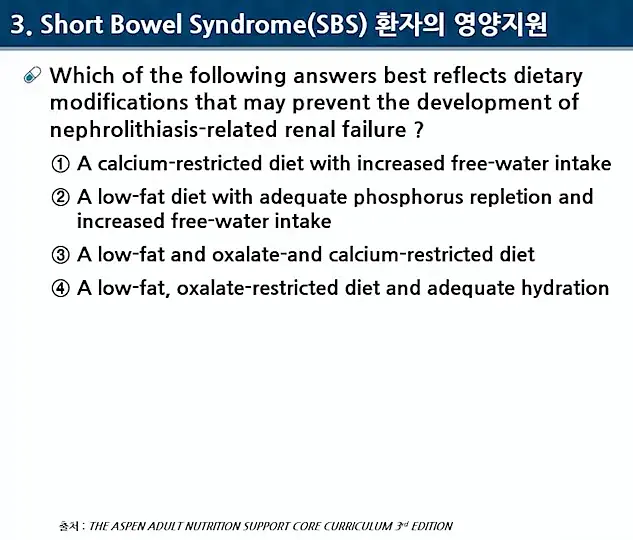 3. Short Bowel Syndrome(SBS) 환자의 영양지원
Which of the following answers best reflects dietary
modifications that may prevent the development of
nephrolithiasis-related renal failure ?
① A calcium-restricted diet with increased free-water intake
② A low-fat diet with adequate phosphorus repletion and
increased free-water intake
③ A low-fat and oxalate-and calcium-restricted diet
④ A low-fat, oxalate-restricted diet and adequate hydration
출처 : THE ASPEN ADULT NUTRITION SUPPORT CORE CURRICULUM 3rd EDITION